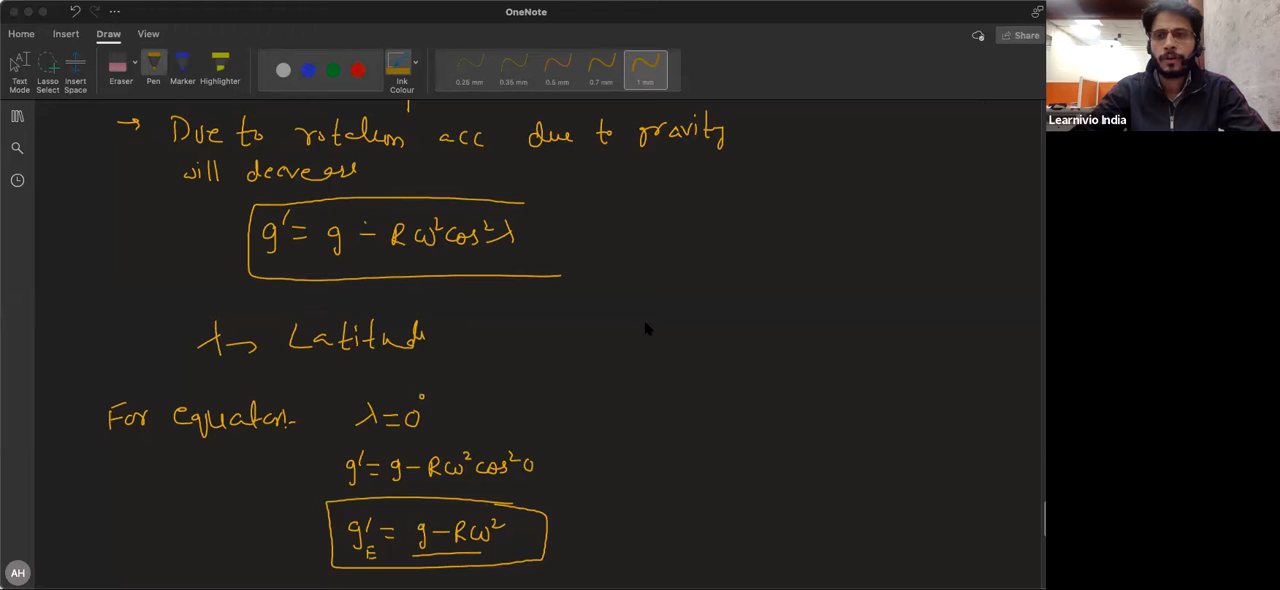 OneNote
Home Insert Draw View
Share
Text Mode
Lasso Select
Insert Space
Eraser
Pen
Marker
Highlighter
Ink Colour
0.25 mm
0.35 mm
0.5 mm
0.7 mm
1 mm
Learnivio India
→ Due to rotation acc due to gravity
will decrease
g' = g - Rω²cos²λ
λ → Latitude
For equator:- λ = 0°
g' = g - Rω²cos²0
g'E = g - Rω²
AH